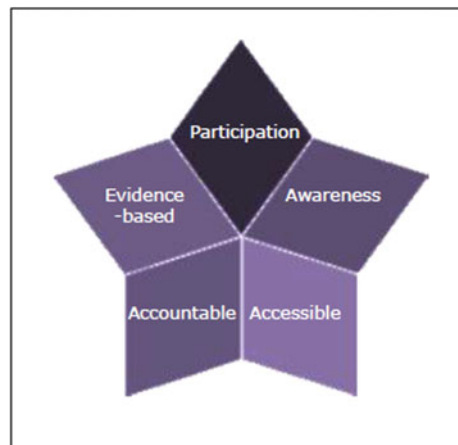 Participation
Evidence
-based
Awareness
Accountable
Accessible